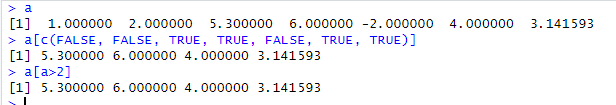 > a
[1]  1.000000  2.000000  5.300000  6.000000 -2.000000  4.000000  3.141593
> a[c(FALSE, FALSE, TRUE, TRUE, FALSE, TRUE, TRUE)]
[1] 5.300000 6.000000 4.000000 3.141593
> a[a>2]
[1] 5.300000 6.000000 4.000000 3.141593
>